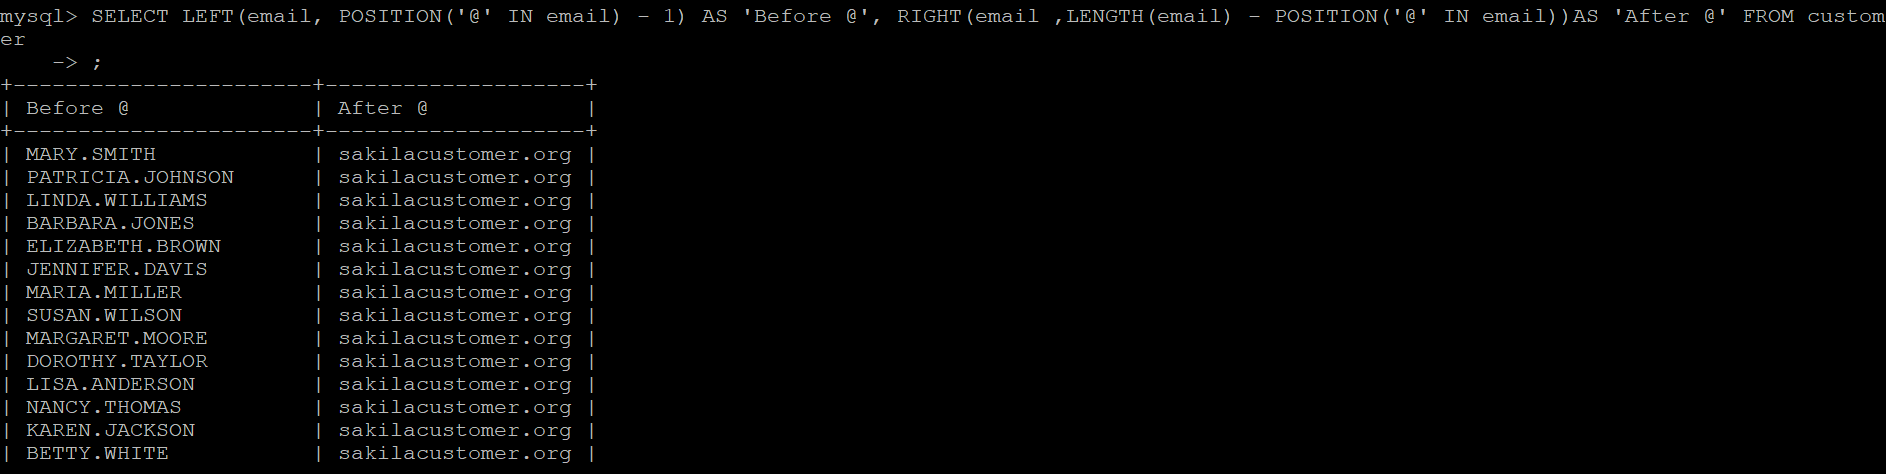 mysql> SELECT LEFT(email, POSITION('@' IN email) - 1) AS 'Before @', RIGHT(email ,LENGTH(email) - POSITION('@' IN email))AS 'After @' FROM custom
er
    -> ;
+-----------------------+--------------------+
| Before @              | After @            |
+-----------------------+--------------------+
| MARY.SMITH            | sakilacustomer.org |
| PATRICIA.JOHNSON      | sakilacustomer.org |
| LINDA.WILLIAMS        | sakilacustomer.org |
| BARBARA.JONES         | sakilacustomer.org |
| ELIZABETH.BROWN       | sakilacustomer.org |
| JENNIFER.DAVIS        | sakilacustomer.org |
| MARIA.MILLER          | sakilacustomer.org |
| SUSAN.WILSON          | sakilacustomer.org |
| MARGARET.MOORE        | sakilacustomer.org |
| DOROTHY.TAYLOR        | sakilacustomer.org |
| LISA.ANDERSON         | sakilacustomer.org |
| NANCY.THOMAS          | sakilacustomer.org |
| KAREN.JACKSON         | sakilacustomer.org |
| BETTY.WHITE           | sakilacustomer.org |